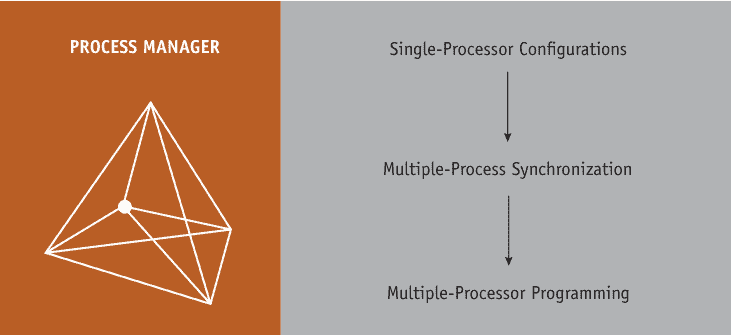 PROCESS MANAGER
Single-Processor Configurations
Multiple-Process Synchronization
Multiple-Processor Programming